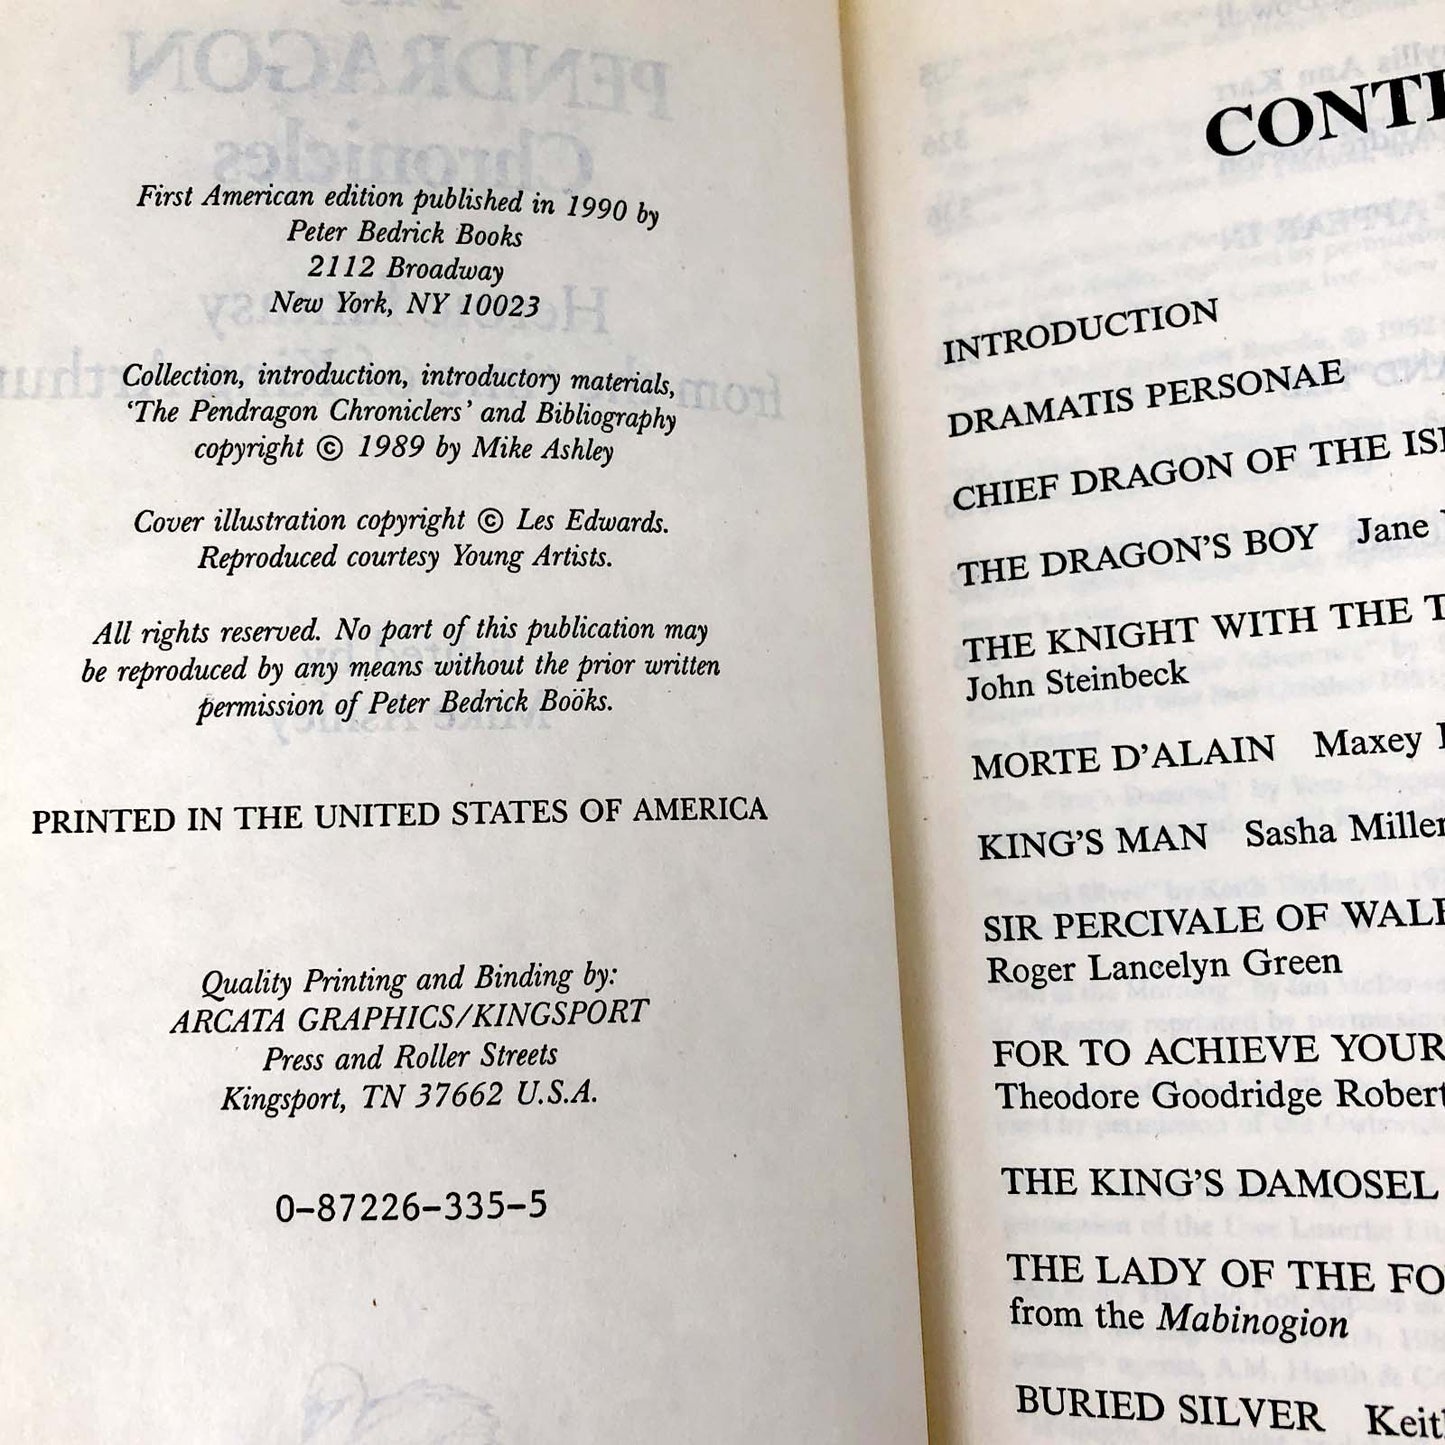 First American edition published in 1990 by
Peter Bedrick Books
2112 Broadway
New York, NY 10023
Collection, introduction, introductory materials,
‘The Pendragon Chroniclers’ and Bibliography
copyright © 1989 by Mike Ashley
Cover illustration copyright © Les Edwards.
Reproduced courtesy Young Artists.
All rights reserved. No part of this publication may
be reproduced by any means without the prior written
permission of Peter Bedrick Books.
PRINTED IN THE UNITED STATES OF AMERICA
Quality Printing and Binding by:
ARCATA GRAPHICS/KINGSPORT
Press and Roller Streets
Kingsport, TN 37662 U.S.A.
0-87226-335-5
INTRODUCTION
DRAMATIS PERSONAE
CHIEF DRAGON OF THE
THE DRAGON’S BOY Jane
THE KNIGHT WITH THE
John Steinbeck
MORTE D’ALAIN Maxey
KING’S MAN Sasha Miller
SIR PERCIVALE OF
Roger Lancelyn Green
FOR TO ACHIEVE YOUR
Theodore Goodridge
THE KING’S DAMOSEL
THE LADY OF THE
from the Mabinogion
BURIED SILVER